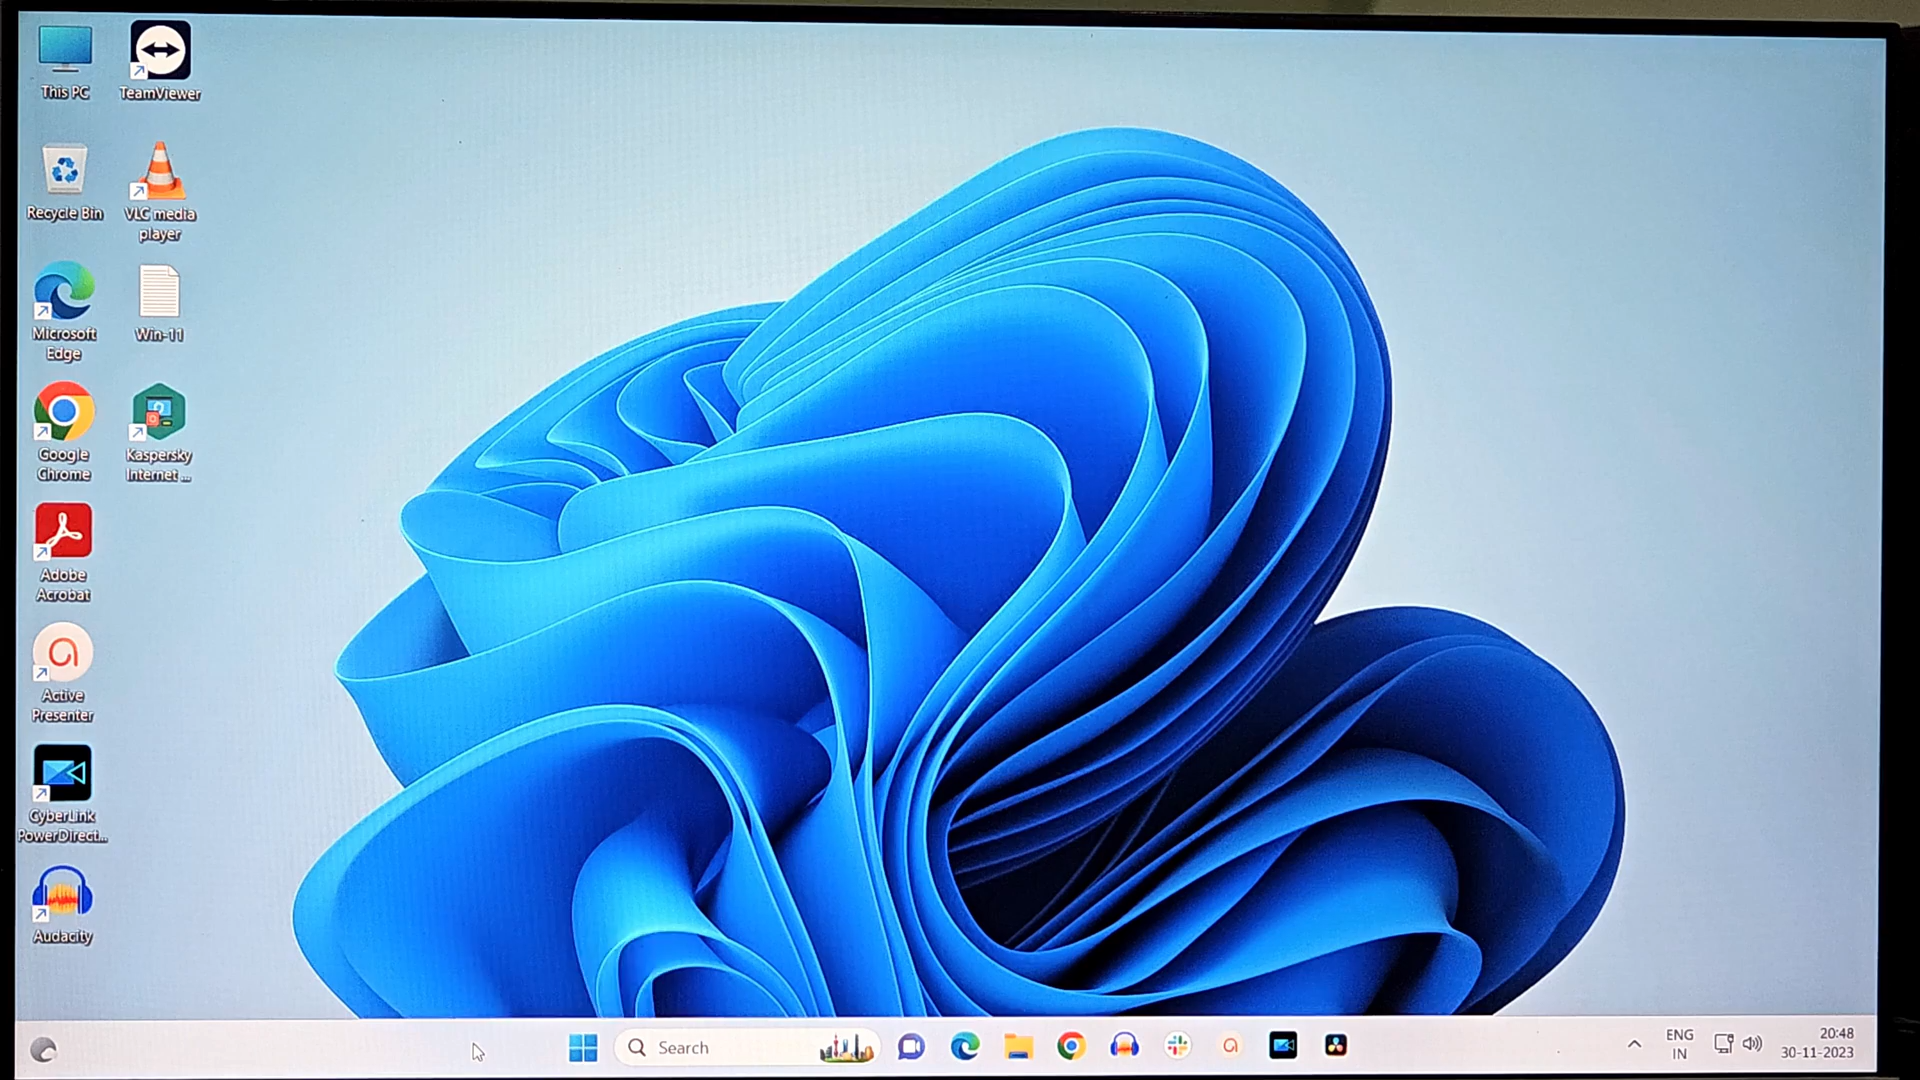 This PC
TeamViewer
Recycle Bin
VLC media
player
Microsoft
Edge
Win-11
Google
Chrome
Kaspersky
Internet ...
Adobe
Acrobat
Active
Presenter
CyberLink
PowerDirect...
Audacity
Search
ENG
IN
20:48
30-11-2023